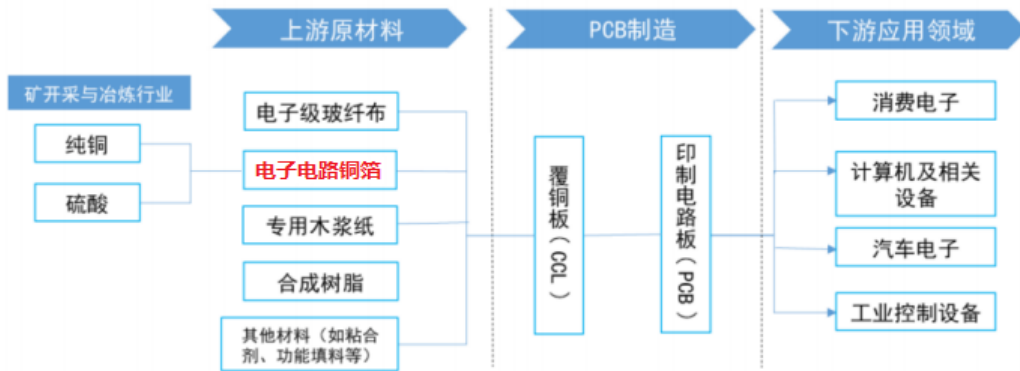 上游原材料
PCB制造
下游应用领域
矿开采与冶炼行业
纯铜
硫酸
电子级玻纤布
电子电路铜箔
专用木浆纸
合成树脂
其他材料（如粘合
剂、功能填料等）
覆铜板（CCL）
印制电路板（PCB）
消费电子
计算机及相关
设备
汽车电子
工业控制设备